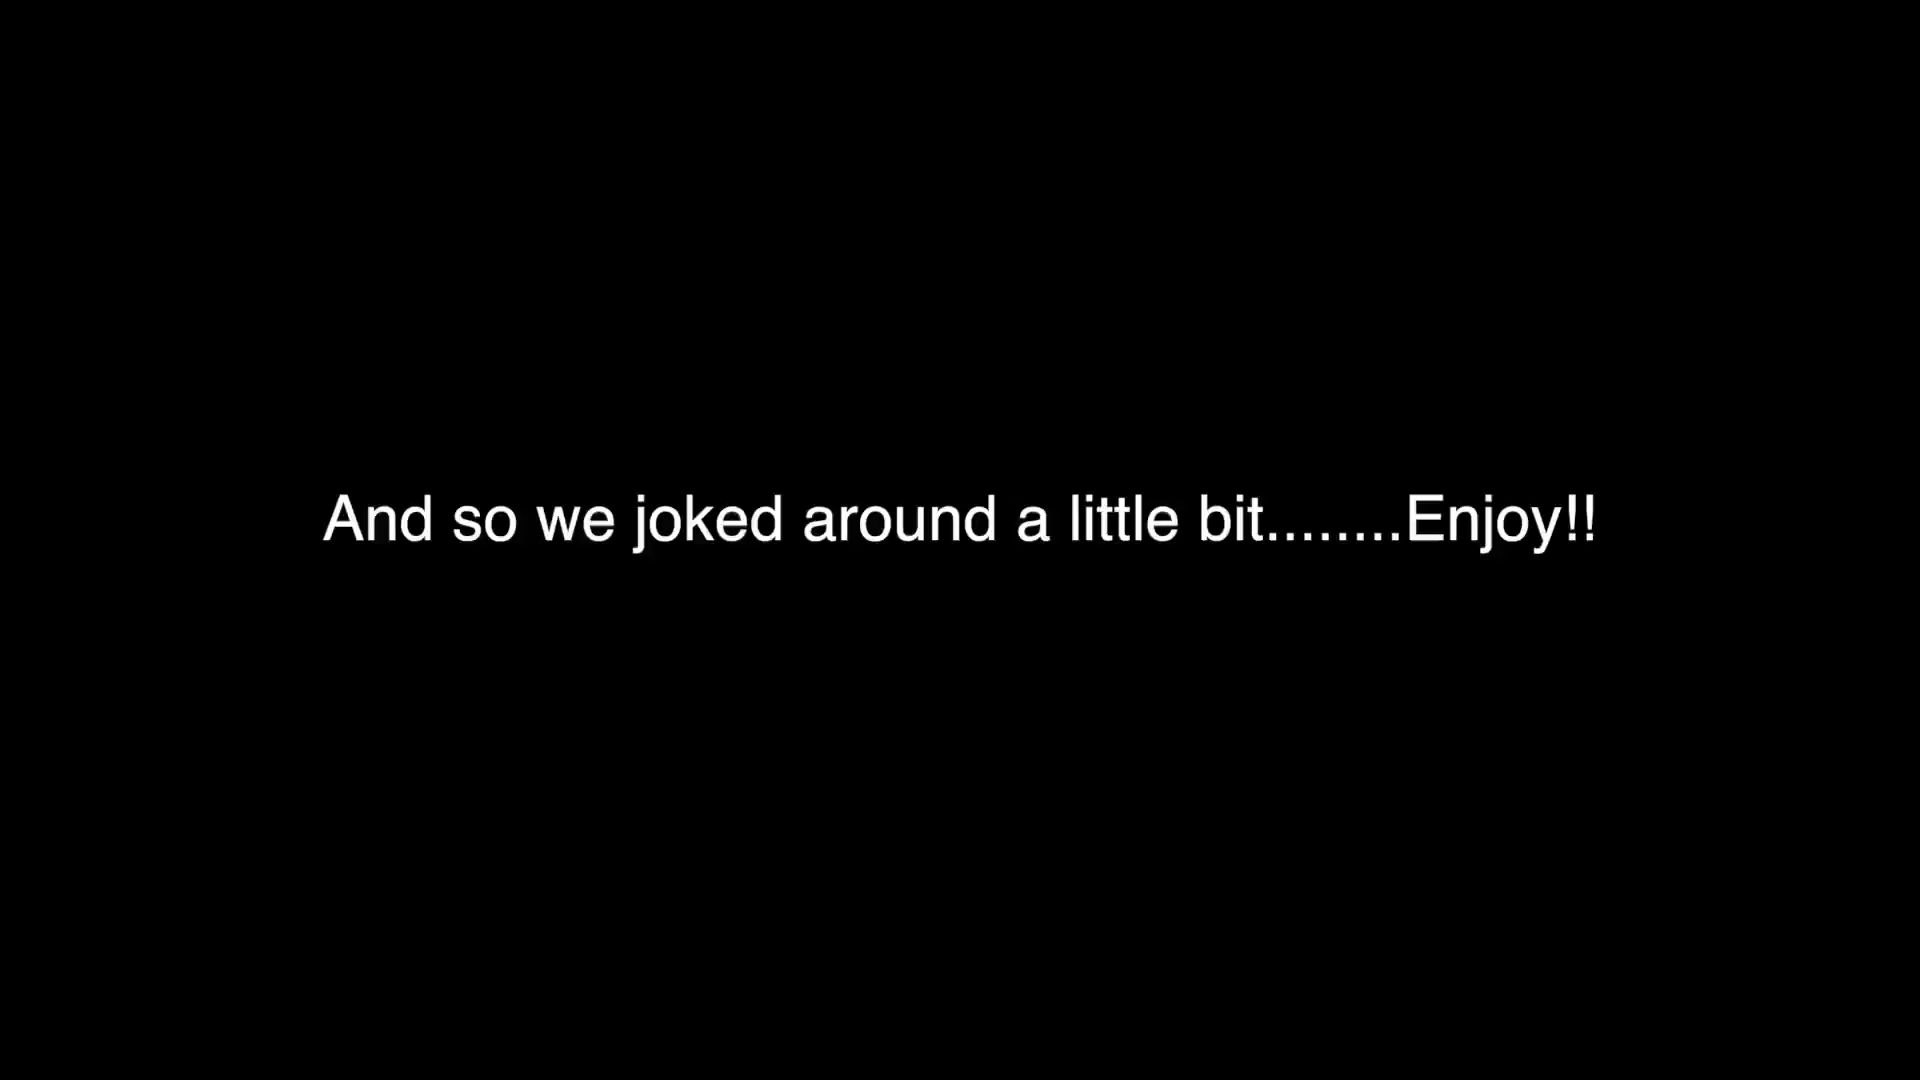 And so we joked around a little bit........Enjoy!!